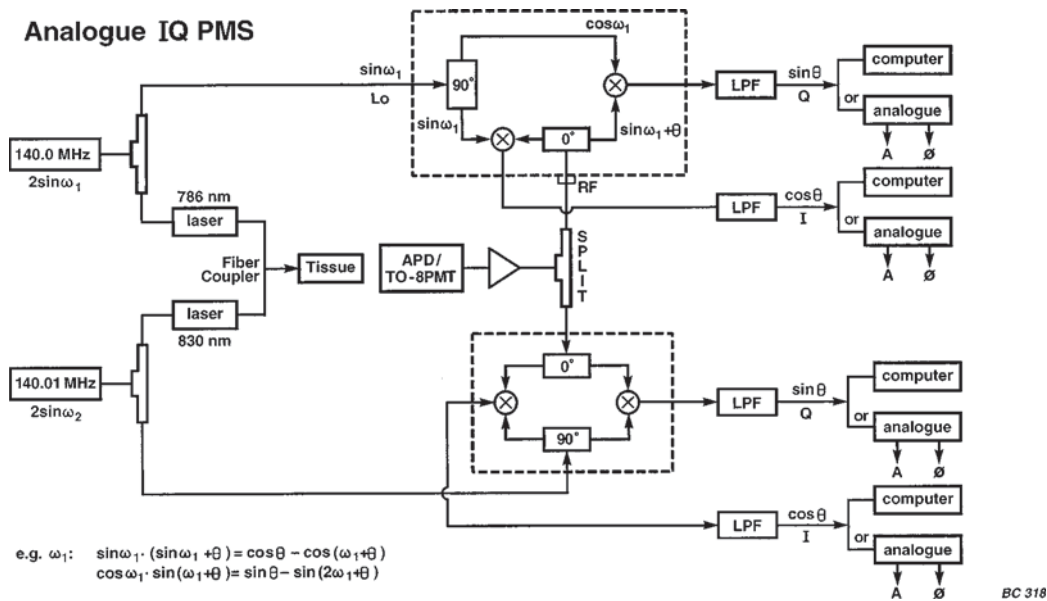 Analogue IQ PMS
140.0 MHz
2sinω₁
sinω₁
Lo
90°
cosω₁
sinω₁
0°
sinω₁+θ
RF
LPF
sinθ
Q
or
computer
analogue
A Ø
LPF
cosθ
I
or
computer
analogue
A Ø
786 nm
laser
Fiber
Coupler
Tissue
laser
830 nm
APD/
TO-8PMT
SPLIT
140.01 MHz
2sinω₂
0°
90°
LPF
sinθ
Q
or
computer
analogue
A Ø
LPF
cosθ
I
or
computer
analogue
A Ø
e.g. ω₁: sinω₁· (sinω₁ +θ) = cosθ – cos(ω₁+θ)
cosω₁· sin(ω₁+θ)= sinθ– sin(2ω₁+θ)
BC 318